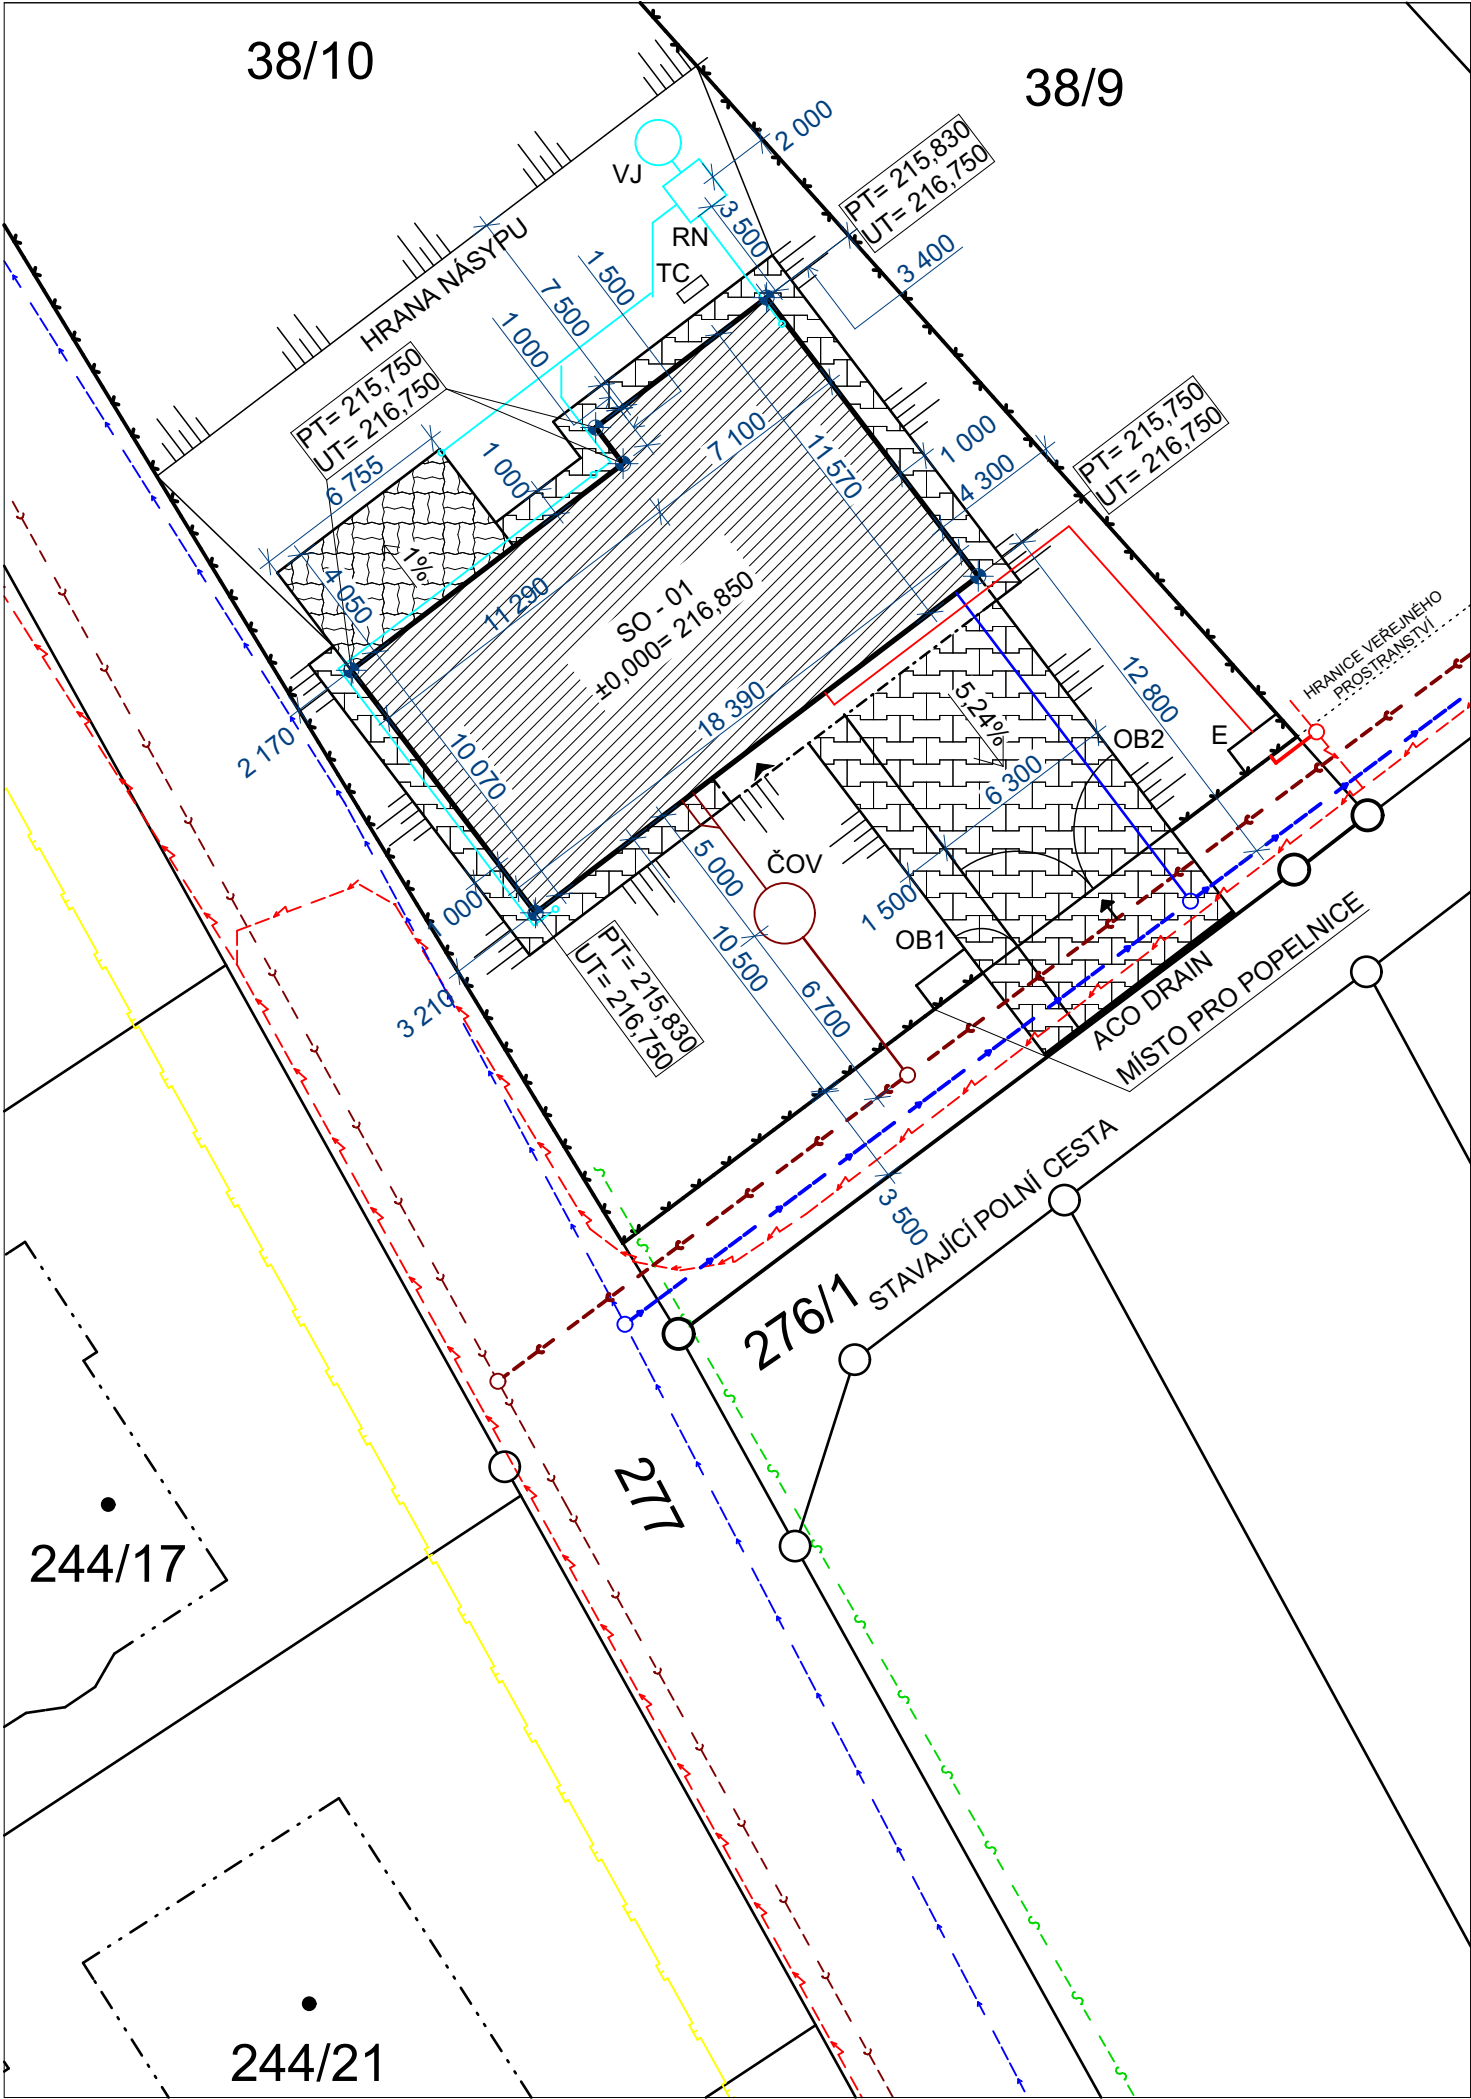 38/10
38/9
2 000
VJ
PT= 215,830
UT= 216,750
3 500
RN
HRANA NÁSYPU
TC
1 500
3 400
7 500
1 000
PT= 215,750
UT= 216,750
6 755
1 000
7 100
11 570
1 000
4 300
PT= 215,750
UT= 216,750
1%
4 050
11 290
SO - 01
±0,000= 216,850
HRANICE VEŘEJNÉHO
PROSTRANSTVÍ
12 800
18 390
5,24%
2 170
10 070
OB2
E
6 300
5 000
ČOV
1 500
1 000
10 500
OB1
PT= 215,830
UT= 216,750
3 210
6 700
ACO DRAIN
MÍSTO PRO POPELNICE
3 500
STAVAJÍCÍ POLNÍ CESTA
276/1
277
244/17
244/21